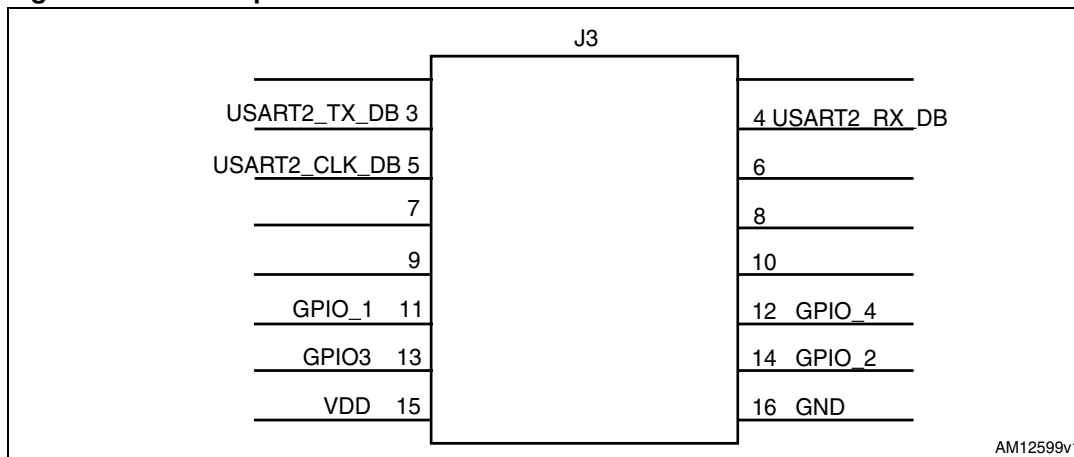 J3
USART2_TX_DB 3
4 USART2_RX_DB
USART2_CLK_DB 5
6
7
8
9
10
GPIO_1 11
12 GPIO_4
GPIO3 13
14 GPIO_2
VDD 15
16 GND
AM12599v1